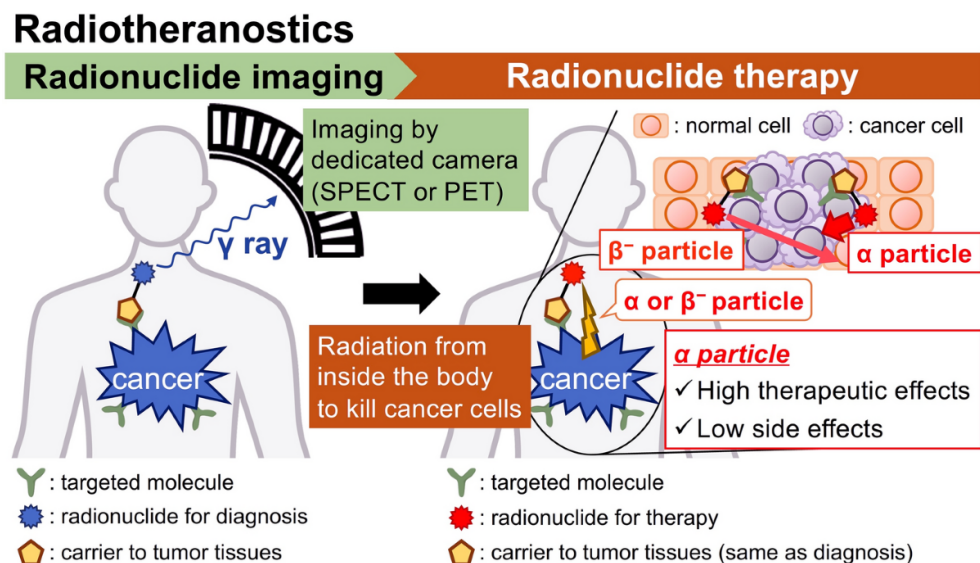 Radiotheranostics
Radionuclide imaging
Radionuclide therapy
Imaging by
dedicated camera
(SPECT or PET)
γ ray
cancer
: normal cell
: cancer cell
β⁻ particle
α particle
α or β⁻ particle
Radiation from
inside the body
to kill cancer cells
cancer
α particle
✓ High therapeutic effects
✓ Low side effects
: targeted molecule
: radionuclide for diagnosis
: carrier to tumor tissues
: targeted molecule
: radionuclide for therapy
: carrier to tumor tissues (same as diagnosis)